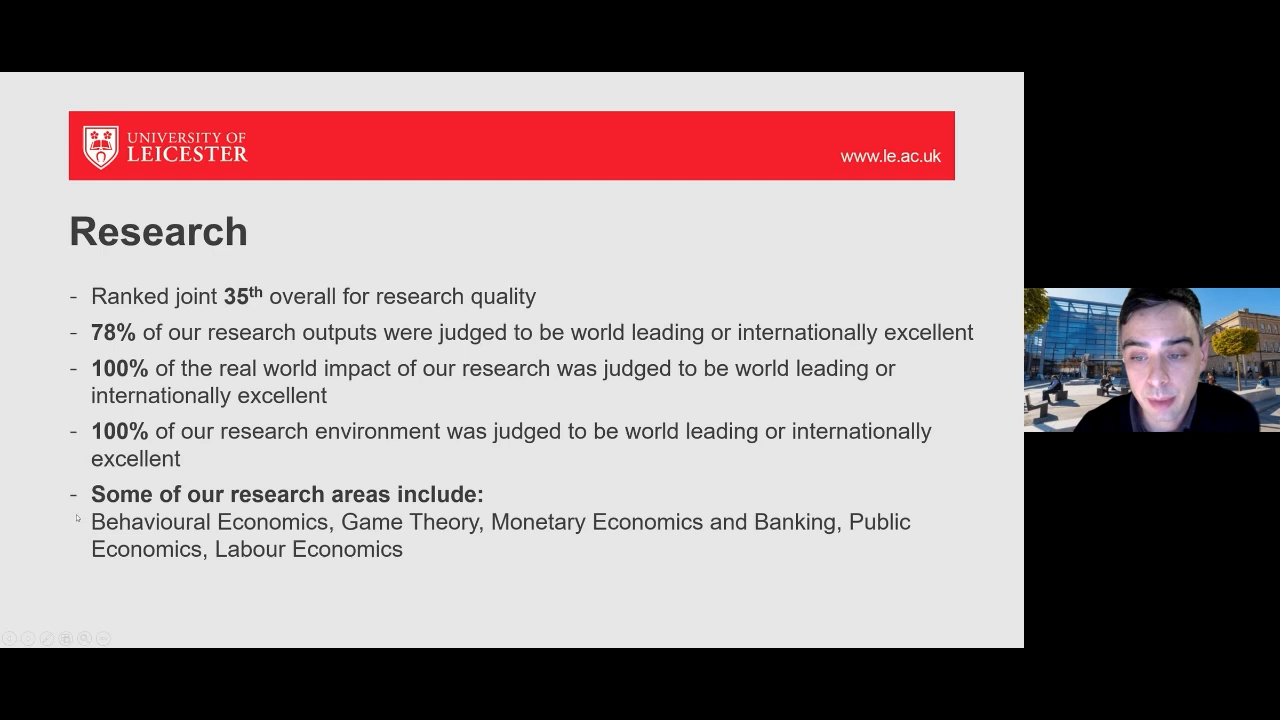 UNIVERSITY OF
LEICESTER
www.le.ac.uk
Research
- Ranked joint 35th overall for research quality
- 78% of our research outputs were judged to be world leading or internationally excellent
- 100% of the real world impact of our research was judged to be world leading or
internationally excellent
- 100% of our research environment was judged to be world leading or internationally
excellent
- Some of our research areas include:
Behavioural Economics, Game Theory, Monetary Economics and Banking, Public
Economics, Labour Economics